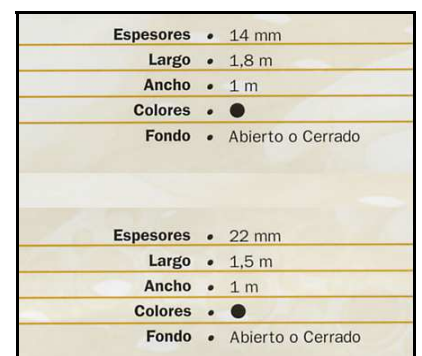 Espesores • 14 mm
Largo • 1,8 m
Ancho • 1 m
Colores • ●
Fondo • Abierto o Cerrado
Espesores • 22 mm
Largo • 1,5 m
Ancho • 1 m
Colores • ●
Fondo • Abierto o Cerrado